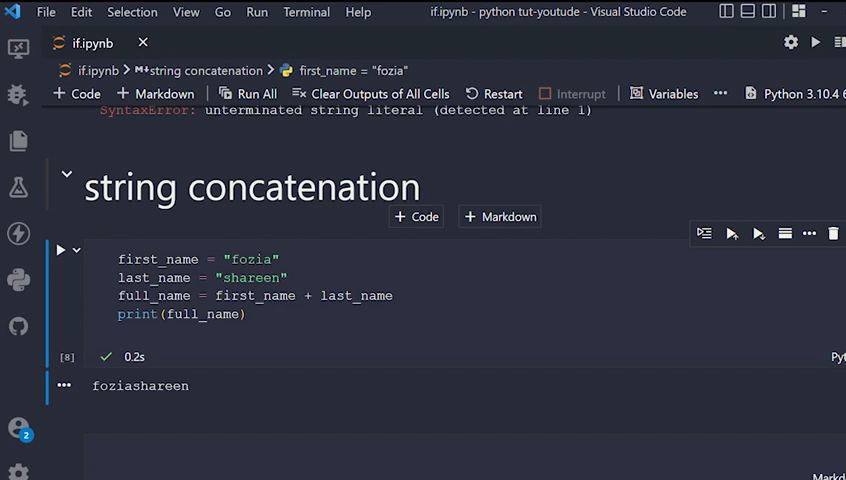 File Edit Selection View Go Run Terminal Help if.ipynb - python tut-youtude - Visual Studio Code
if.ipynb
if.ipynb > M↓string concatenation > first_name = "fozia"
+ Code + Markdown Run All Clear Outputs of All Cells Restart Interrupt Variables ... Python 3.10.4 6
SyntaxError: unterminated string literal (detected at line 1)
string concatenation
+ Code + Markdown
first_name = "fozia"
last_name = "shareen"
full_name = first_name + last_name
print(full_name)
[8] 0.2s Pyt
foziashareen
2
Markd